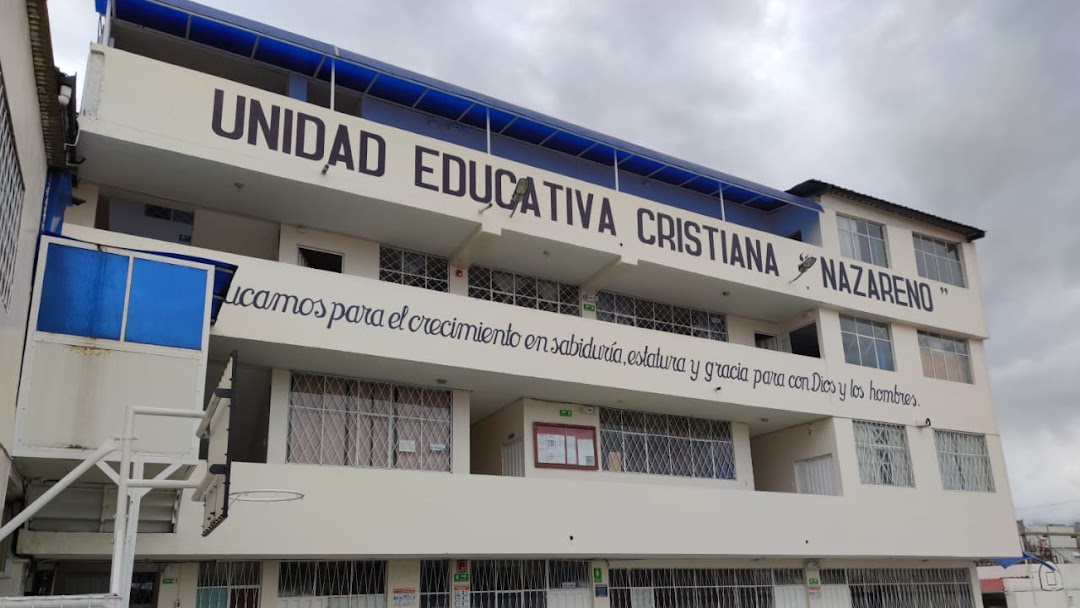 UNIDAD EDUCATIVA CRISTIANA "NAZARENO"
ucamos para el crecimiento en sabiduría, estatura y gracia para con Dios y los hombres.